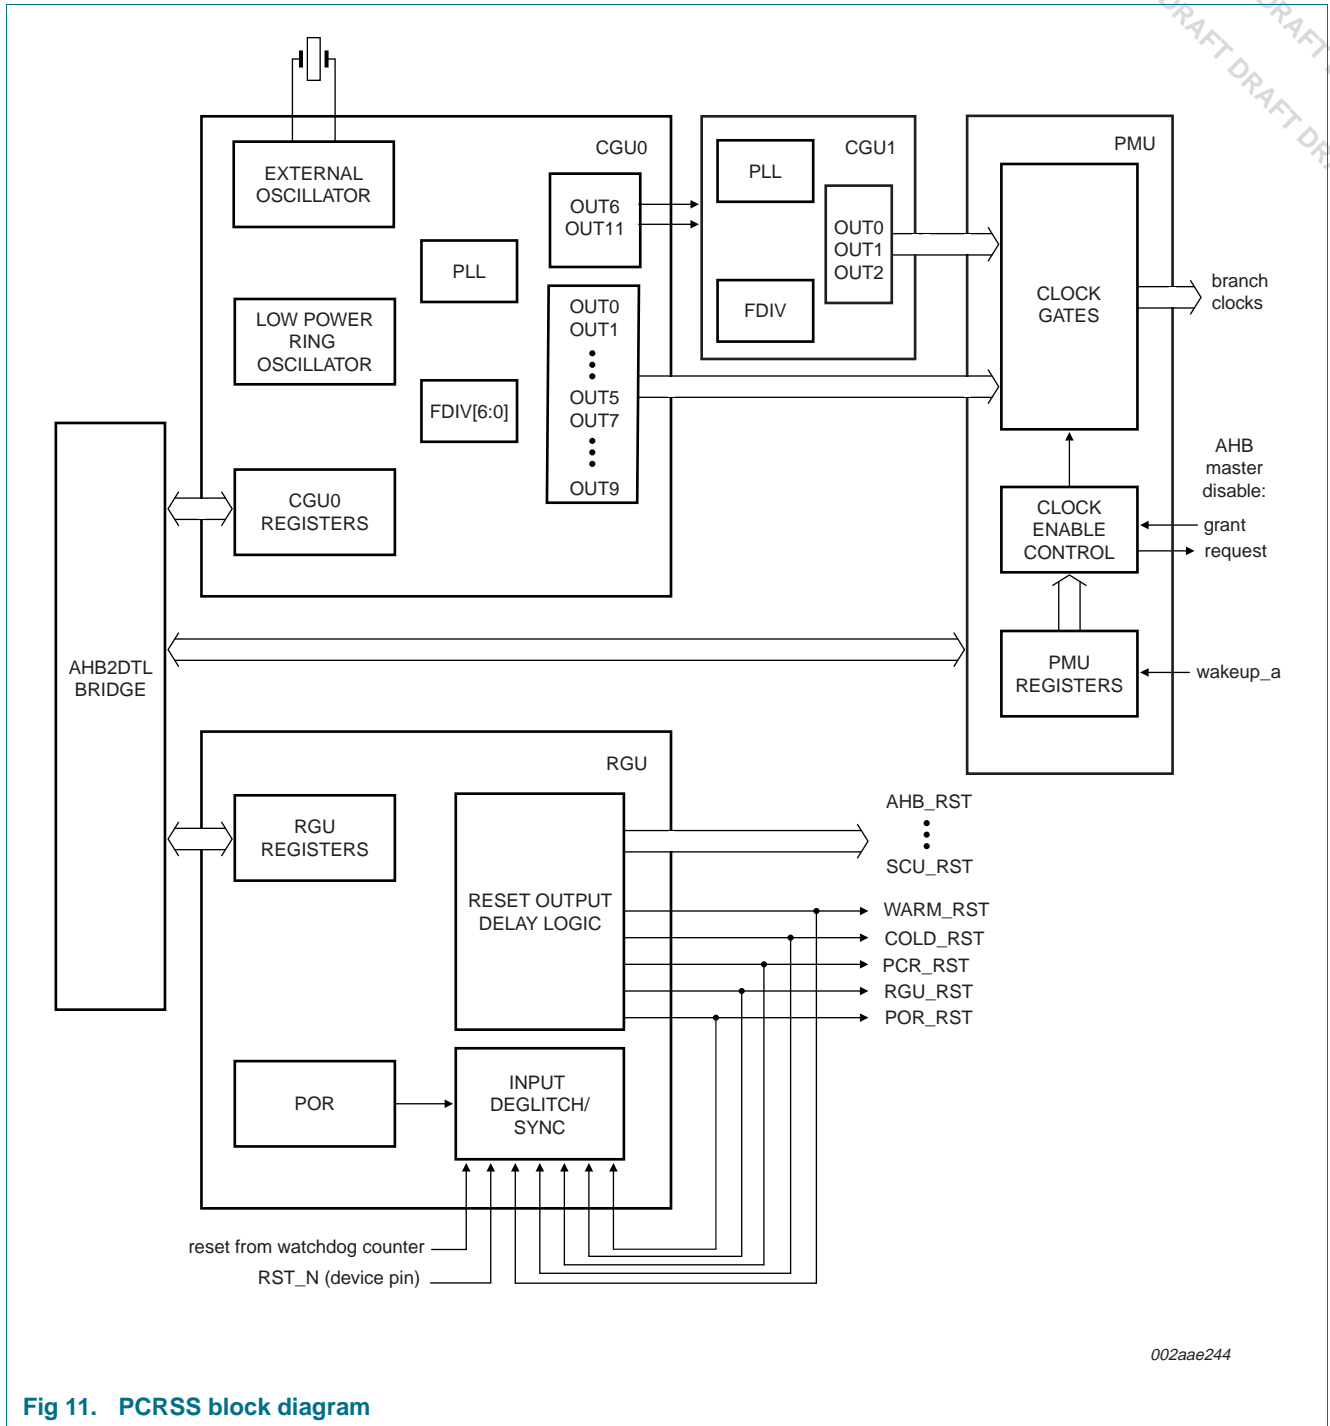 DRAFT DRAFT DRAFT
DRAFT
CGU0
EXTERNAL
OSCILLATOR
LOW POWER
RING
OSCILLATOR
CGU0
REGISTERS
PLL
FDIV[6:0]
OUT6
OUT11
OUT0
OUT1
OUT5
OUT7
OUT9
CGU1
PLL
FDIV
OUT0
OUT1
OUT2
PMU
CLOCK
GATES
branch
clocks
AHB
master
disable:
grant
request
CLOCK
ENABLE
CONTROL
PMU
REGISTERS
wakeup_a
AHB2DTL
BRIDGE
RGU
RGU
REGISTERS
RESET OUTPUT
DELAY LOGIC
AHB_RST
SCU_RST
WARM_RST
COLD_RST
PCR_RST
RGU_RST
POR_RST
POR
INPUT
DEGLITCH/
SYNC
reset from watchdog counter
RST_N (device pin)
002aae244
Fig 11. PCRSS block diagram